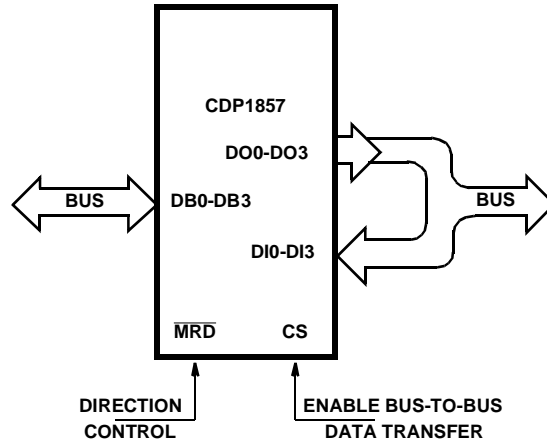 CDP1857
DO0-DO3
BUS
DB0-DB3
BUS
DI0-DI3
MRD
CS
DIRECTION
CONTROL
ENABLE BUS-TO-BUS
DATA TRANSFER